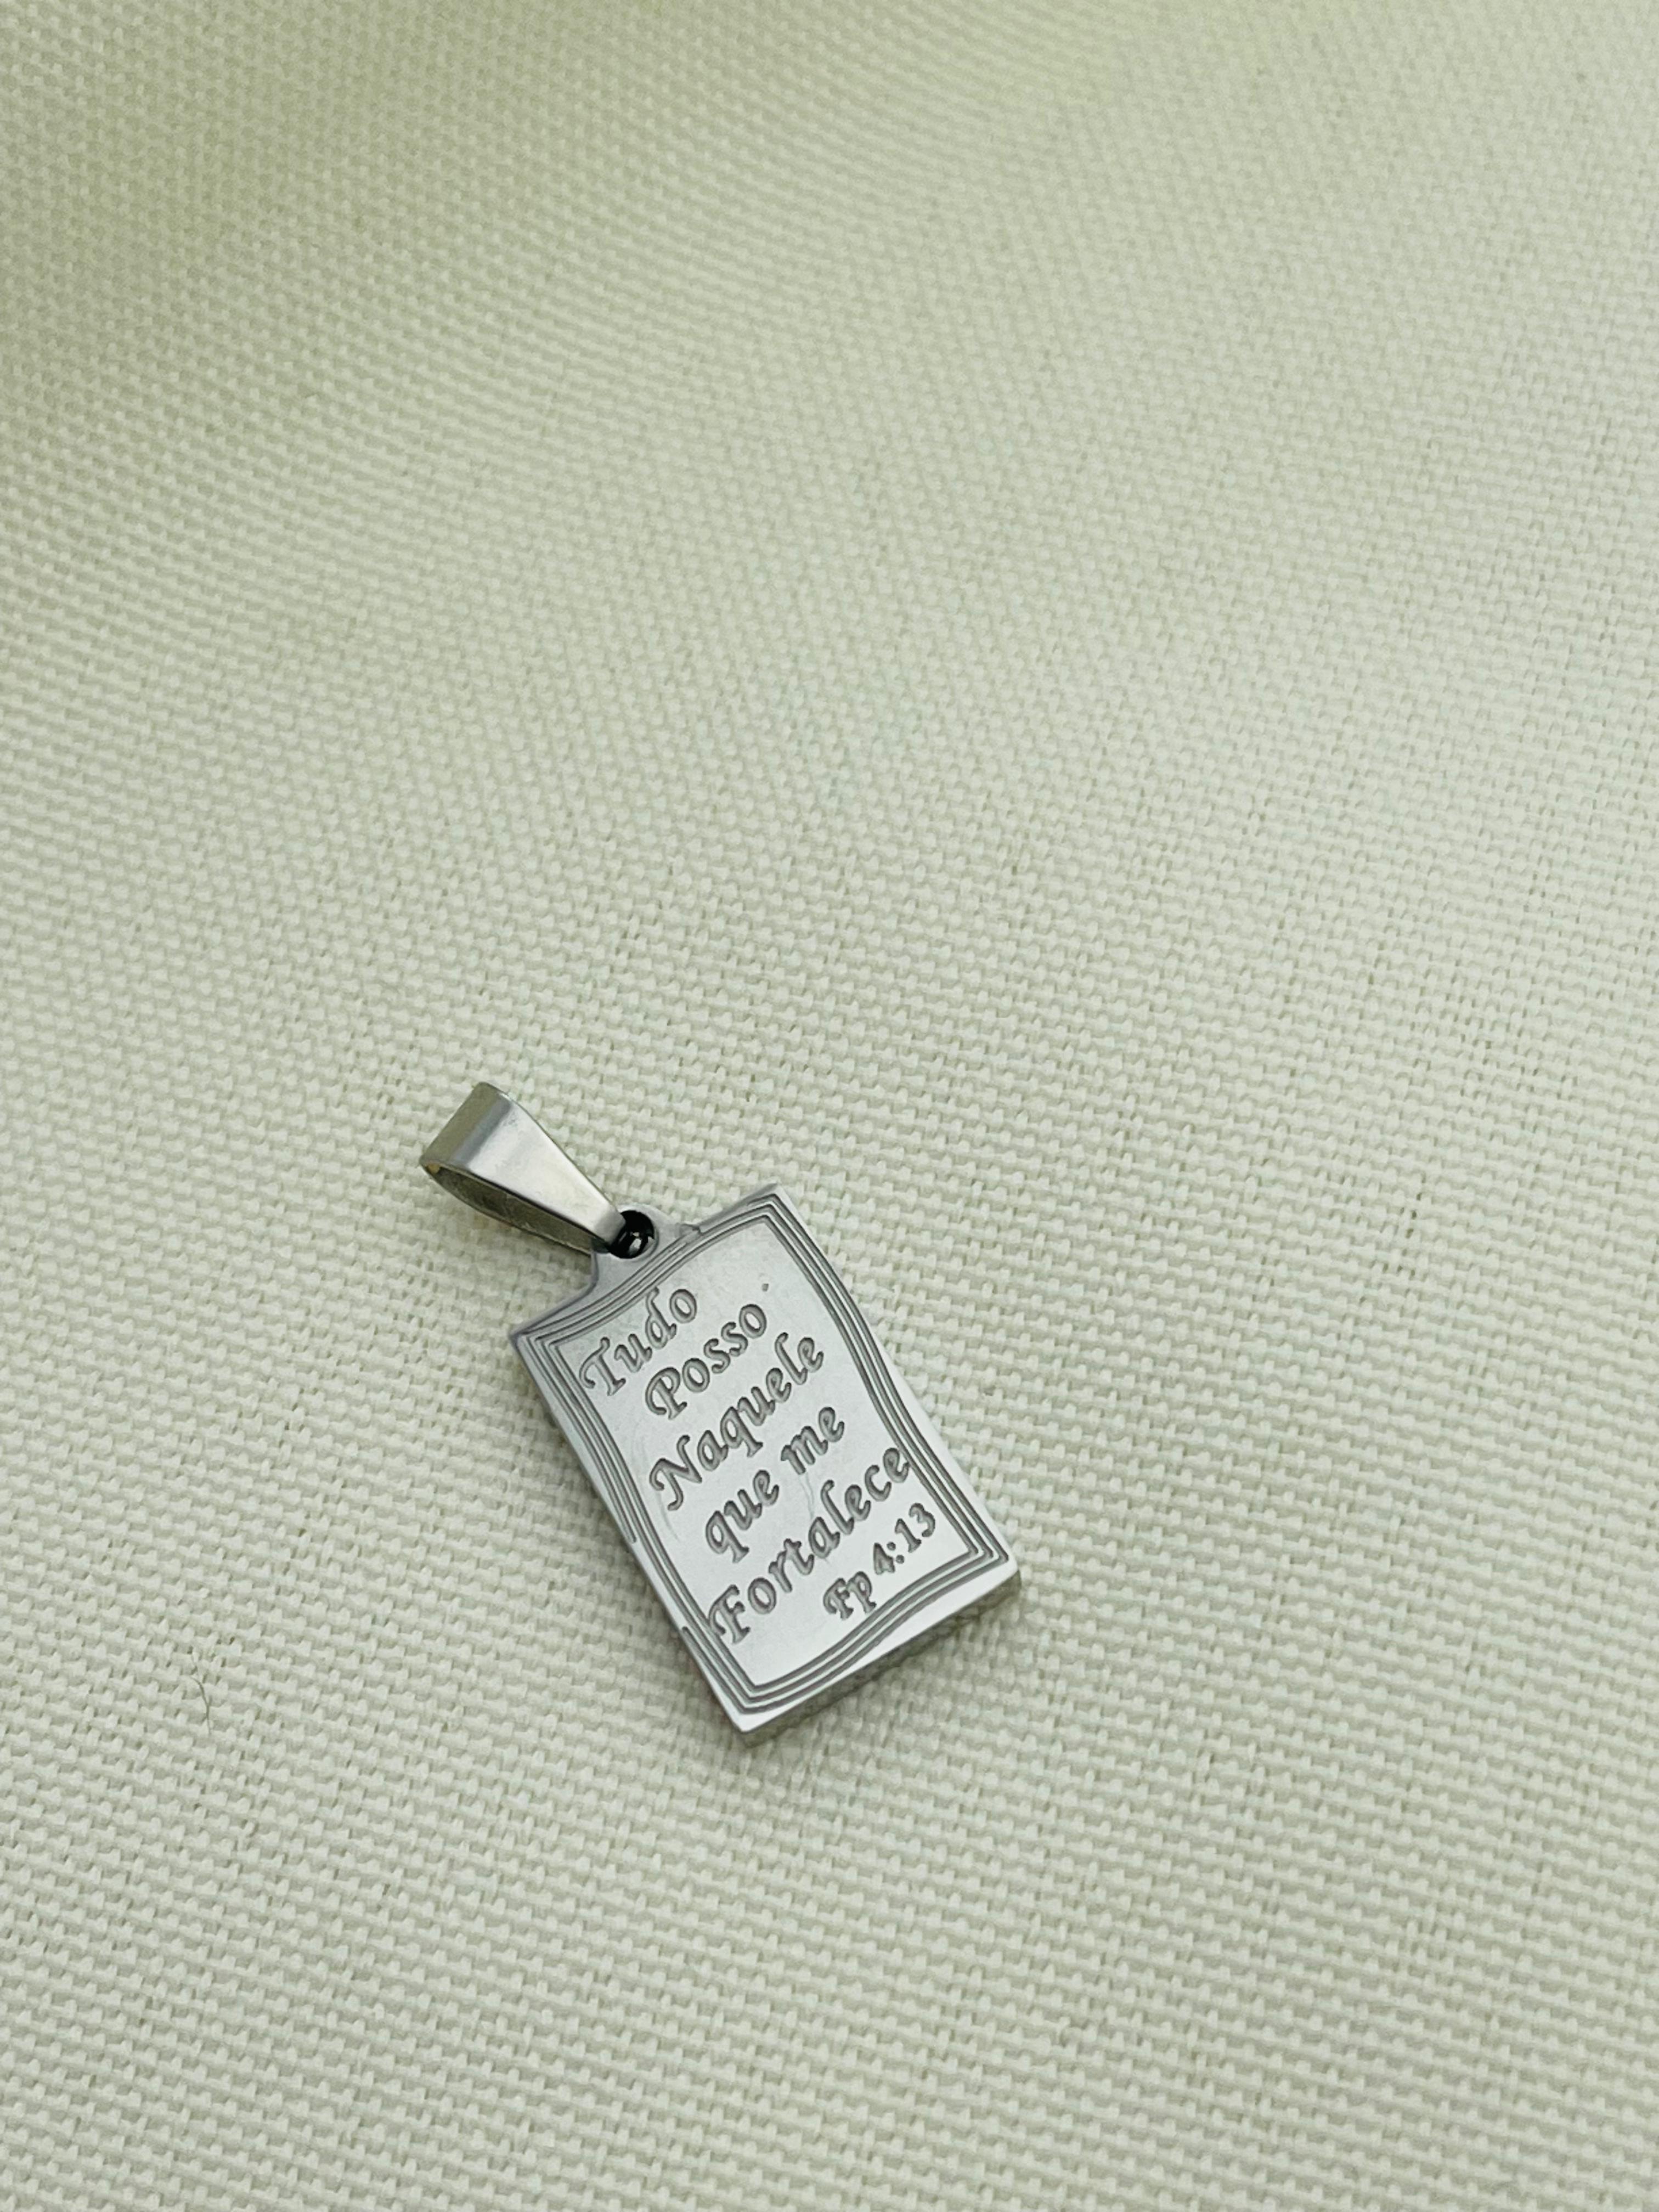 Tudo
Posso
Naquele
que me
Fortalece
Fp 4:13